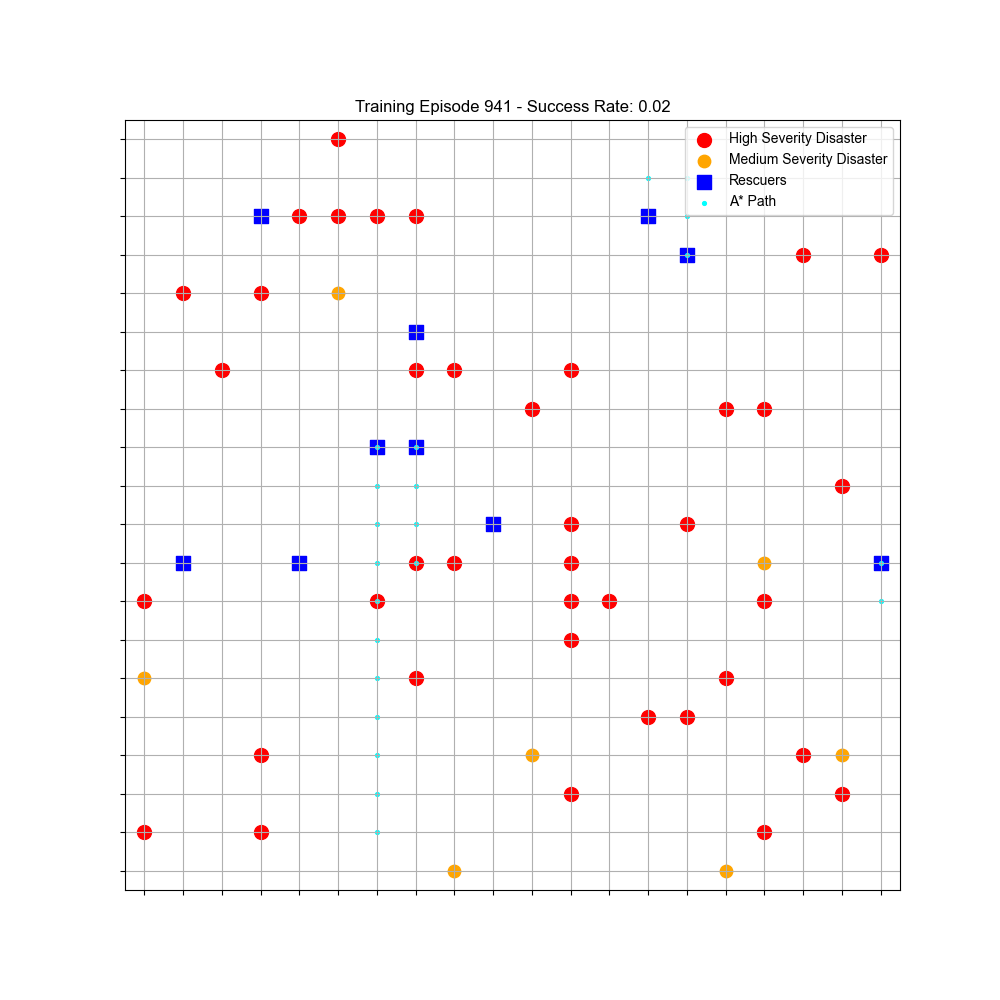 Training Episode 941 - Success Rate: 0.02
High Severity Disaster
Medium Severity Disaster
Rescuers
A* Path